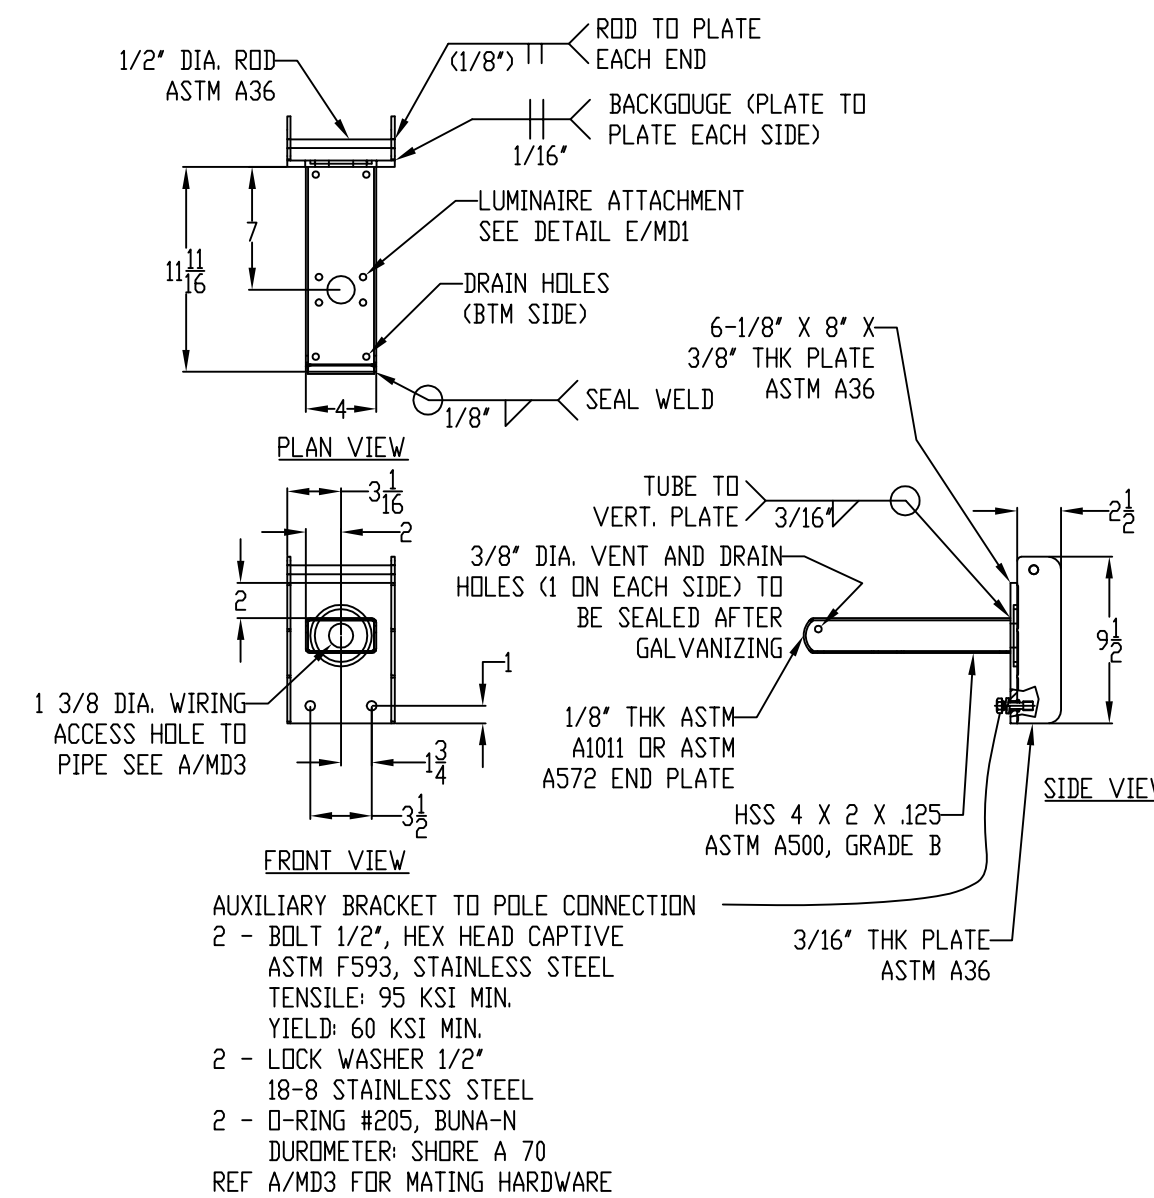 1/2" DIA. ROD
ASTM A36
(1/8")
ROD TO PLATE
EACH END
1/16"
BACKGOUGE (PLATE TO
PLATE EACH SIDE)
7
11 11/16
LUMINAIRE ATTACHMENT
SEE DETAIL E/MD1
DRAIN HOLES
(BTM SIDE)
4
1/8"
SEAL WELD
PLAN VIEW
6-1/8" X 8" X
3/8" THK PLATE
ASTM A36
TUBE TO
VERT. PLATE
3/16"
2 1/2
3/8" DIA. VENT AND DRAIN
HOLES (1 ON EACH SIDE) TO
BE SEALED AFTER
GALVANIZING
9 1/2
1/8" THK ASTM
A1011 OR ASTM
A572 END PLATE
HSS 4 X 2 X .125
ASTM A500, GRADE B
SIDE VIEW
3/16" THK PLATE
ASTM A36
3 1/16
2
2
1
1 3/8 DIA. WIRING
ACCESS HOLE TO
PIPE SEE A/MD3
1 3/4
3 1/2
FRONT VIEW
AUXILIARY BRACKET TO POLE CONNECTION
2 - BOLT 1/2", HEX HEAD CAPTIVE
ASTM F593, STAINLESS STEEL
TENSILE: 95 KSI MIN.
YIELD: 60 KSI MIN.
2 - LOCK WASHER 1/2"
18-8 STAINLESS STEEL
2 - O-RING #205, BUNA-N
DUROMETER: SHORE A 70
REF A/MD3 FOR MATING HARDWARE